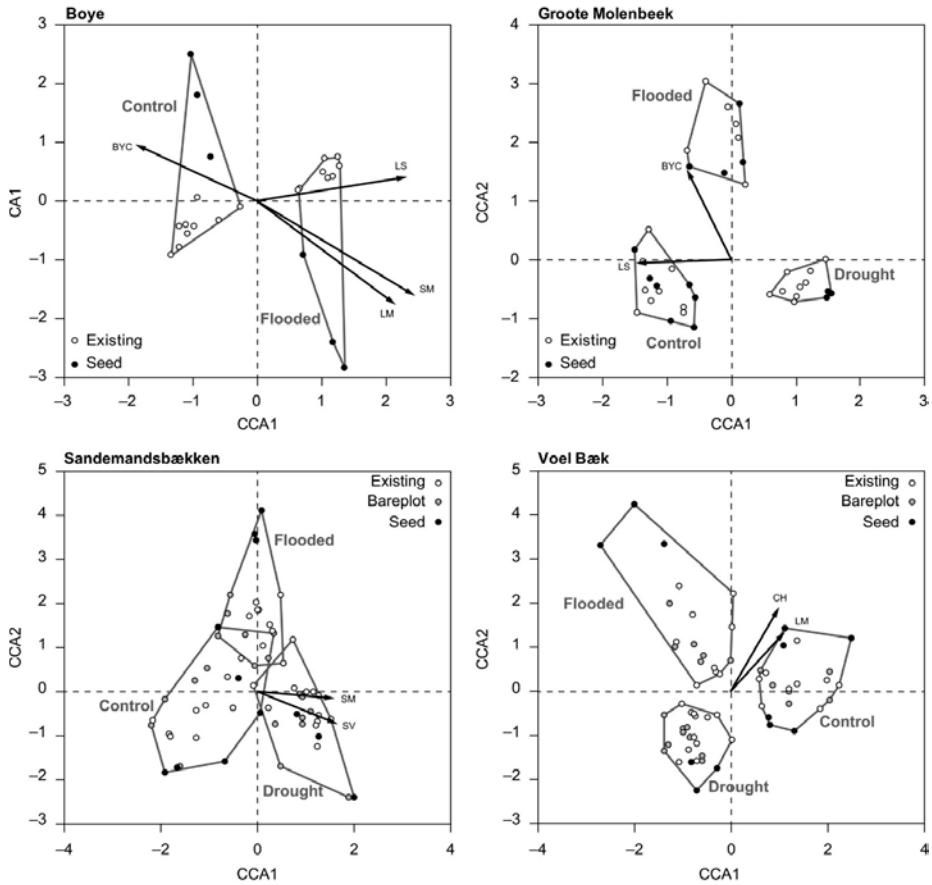 Boye
3
2
1
0
−1
−2
−3
CA1
Control
BYC
LS
SM
LM
Flooded
Existing
Seed
−3 −2 −1 0 1 2 3
CCA1
Groote Molenbeek
4
3
2
1
0
−1
−2
CCA2
Flooded
BYC
LS
Drought
Control
Existing
Seed
−3 −2 −1 0 1 2 3
CCA1
Sandemandsbækken
5
4
3
2
1
0
−1
−2
−3
CCA2
Existing
Bareplot
Seed
Flooded
Control
SM
SV
Drought
−4 −2 0 2 4
CCA1
Voel Bæk
5
4
3
2
1
0
−1
−2
−3
CCA2
Existing
Bareplot
Seed
Flooded
CH
LM
Control
Drought
−4 −2 0 2 4
CCA1